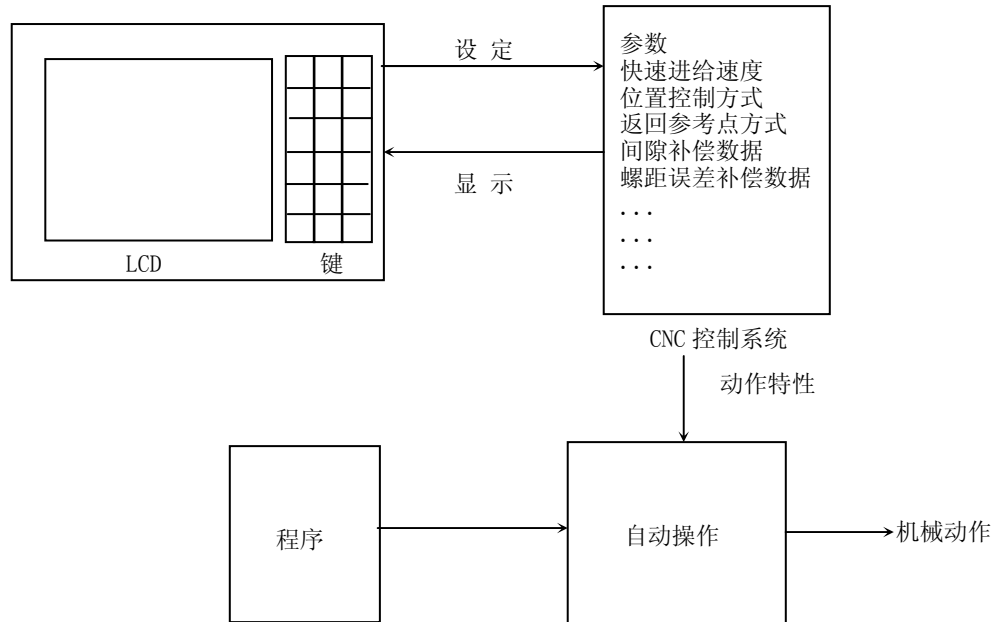 设 定
显 示
LCD
键
参数
快速进给速度
位置控制方式
返回参考点方式
间隙补偿数据
螺距误差补偿数据
...
...
...
CNC 控制系统
动作特性
程序
自动操作
机械动作